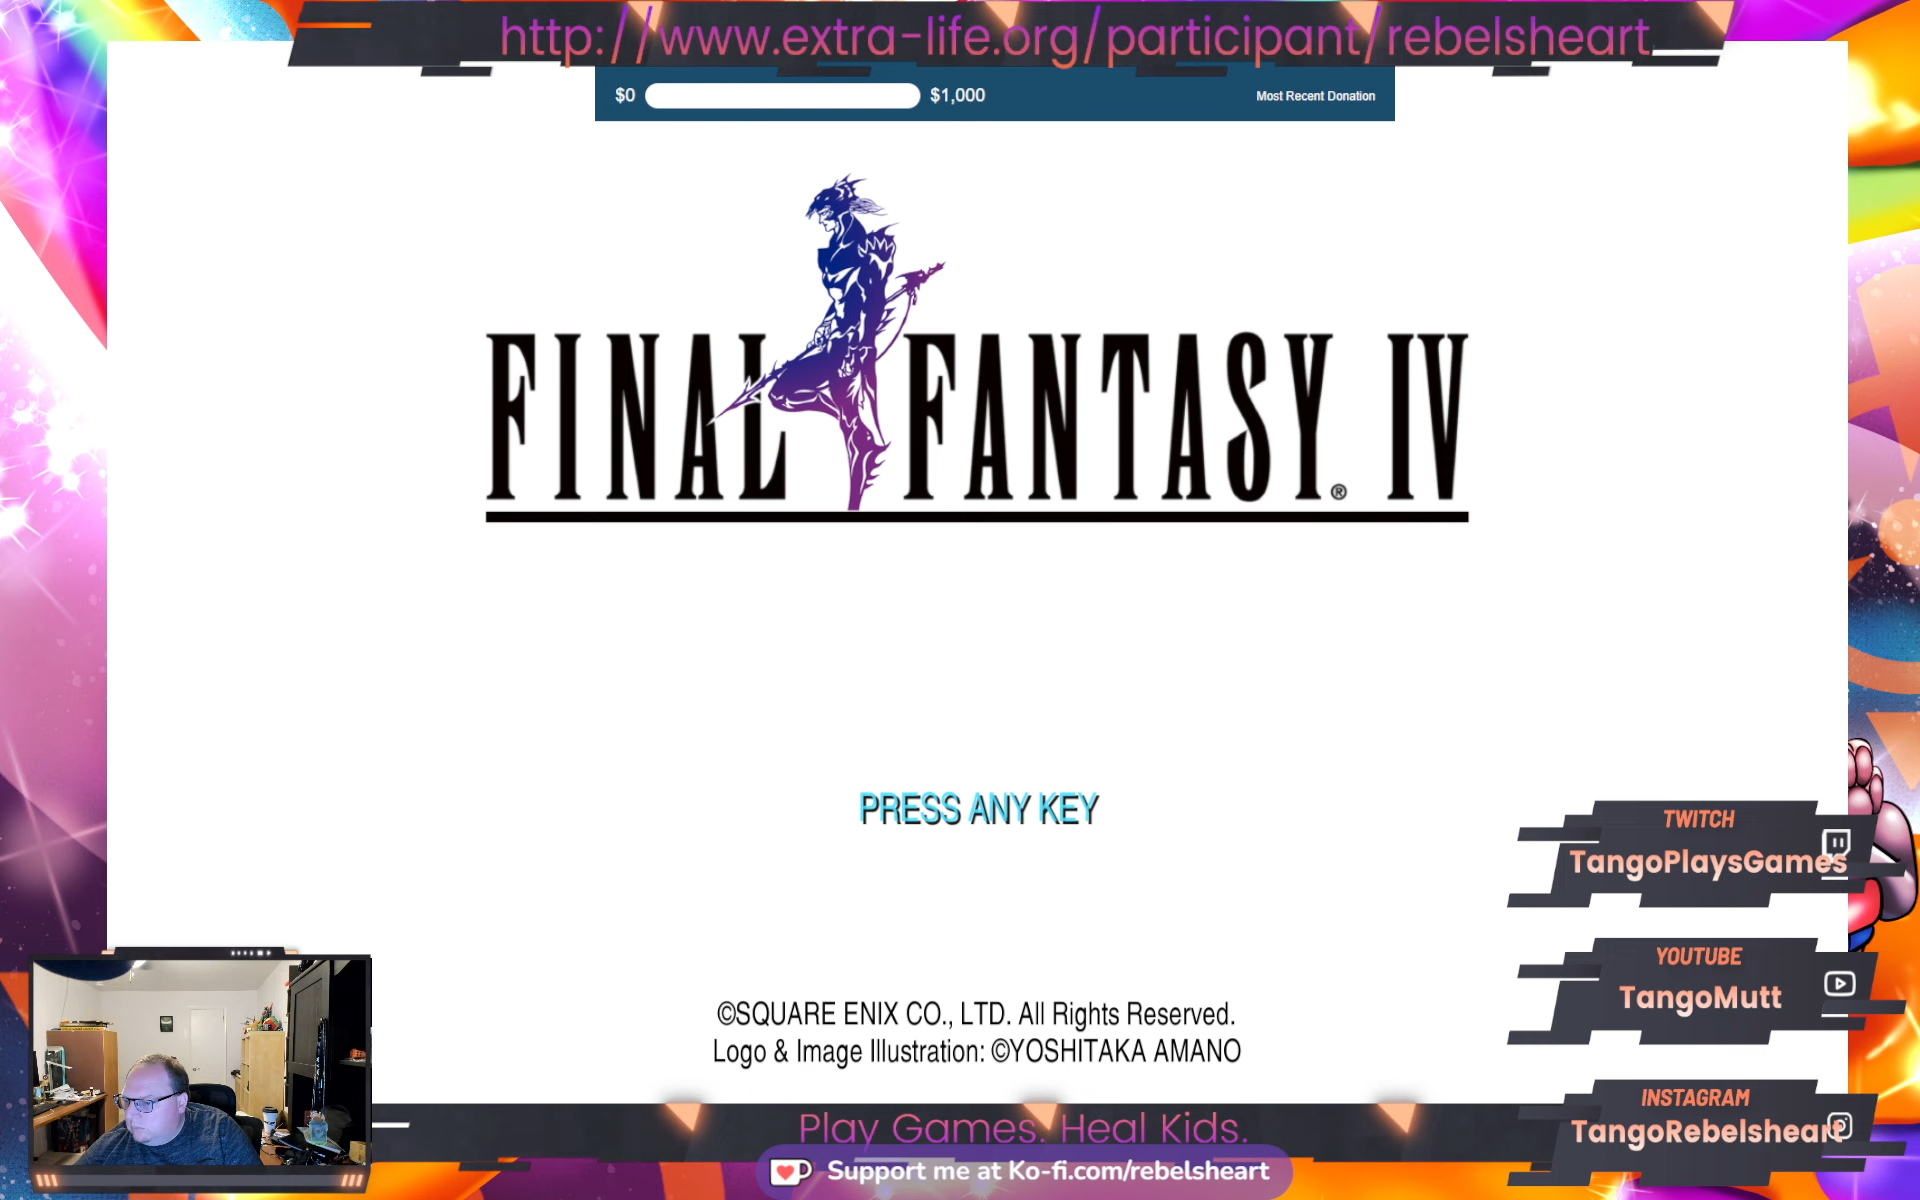 http://www.extra-life.org/participant/rebelsheart
$0 $1,000 Most Recent Donation
FINAL FANTASY® IV
PRESS ANY KEY
TWITCH
TangoPlaysGames
YOUTUBE
TangoMutt
©SQUARE ENIX CO., LTD. All Rights Reserved.
Logo & Image Illustration: ©YOSHITAKA AMANO
INSTAGRAM
TangoRebelsheart
Play Games. Heal Kids.
Support me at Ko-fi.com/rebelsheart